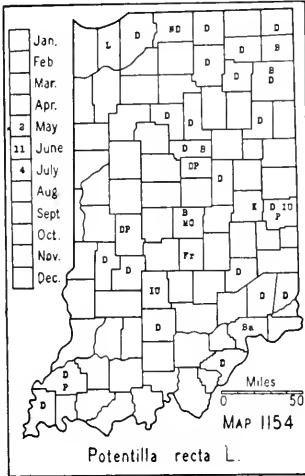 Jan.
Feb
Mar.
Apr.
2 May
11 June
4 July
Aug
Sept
Oct.
Nov.
Dec.
L D ND D D
D B
D B
D
D D
D
D B
DP
D
B
MO
K D IU
P
DP
Fr
D D
D
IU
D D
D
Ba
D
D
P
D
Miles
0 50
MAP 1154
Potentilla recta L.